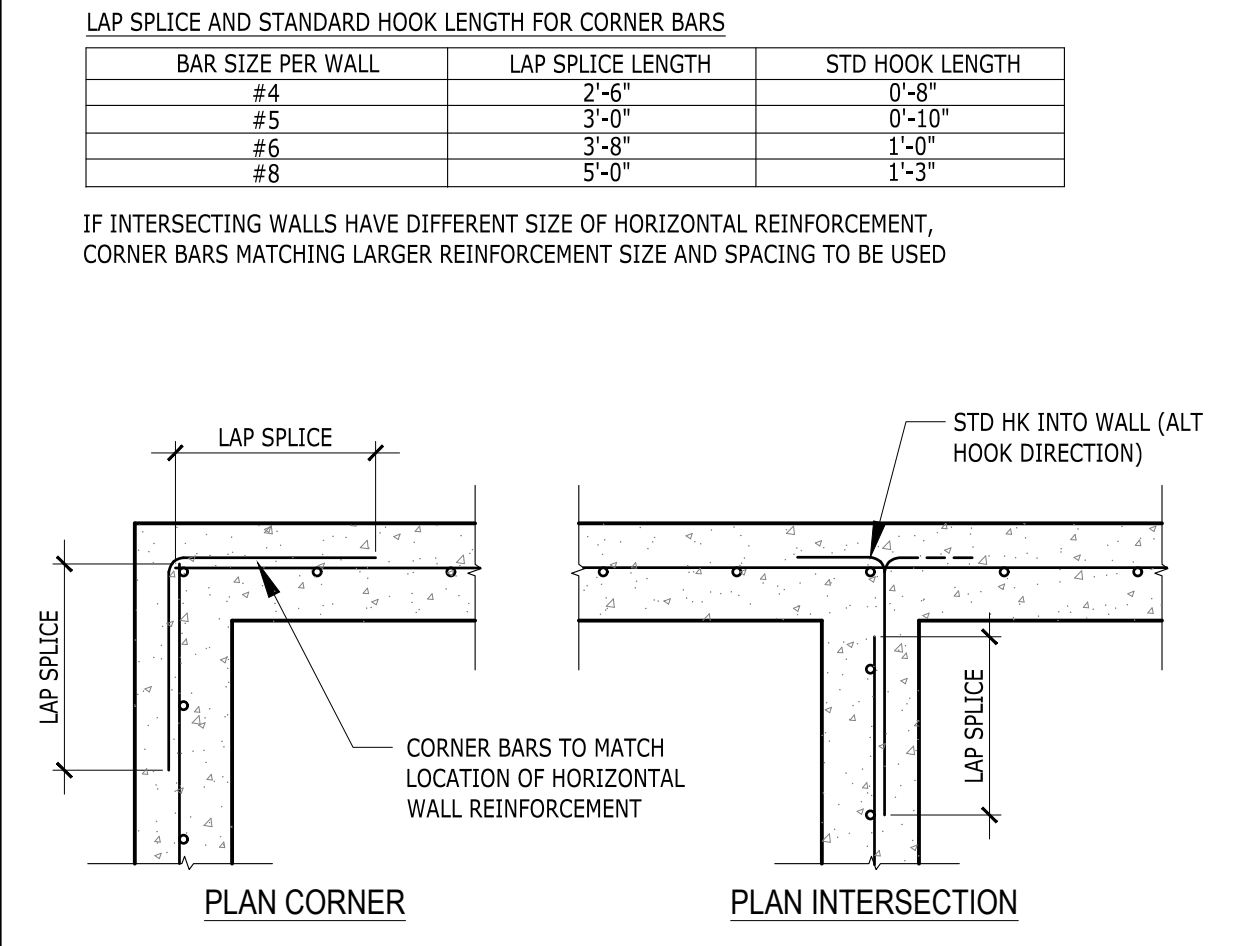 LAP SPLICE AND STANDARD HOOK LENGTH FOR CORNER BARS
BAR SIZE PER WALL LAP SPLICE LENGTH STD HOOK LENGTH
#4 2'-6" 0'-8"
#5 3'-0" 0'-10"
#6 3'-8" 1'-0"
#8 5'-0" 1'-3"
IF INTERSECTING WALLS HAVE DIFFERENT SIZE OF HORIZONTAL REINFORCEMENT,
CORNER BARS MATCHING LARGER REINFORCEMENT SIZE AND SPACING TO BE USED
LAP SPLICE
LAP SPLICE
CORNER BARS TO MATCH
LOCATION OF HORIZONTAL
WALL REINFORCEMENT
PLAN CORNER
STD HK INTO WALL (ALT
HOOK DIRECTION)
LAP SPLICE
PLAN INTERSECTION